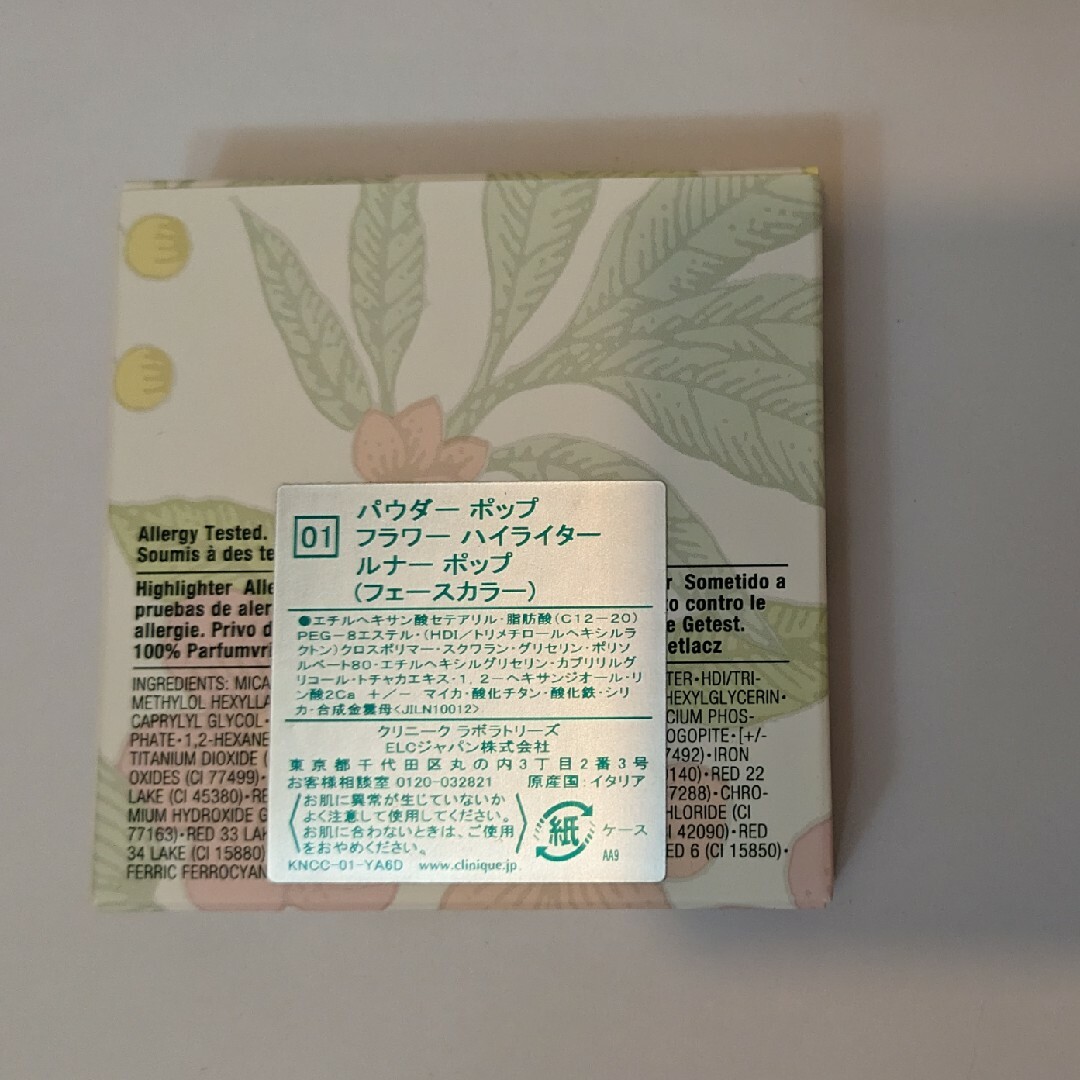 Allergy Tested.
Soumis à des te
Highlighter Alle
pruebas de aler
allergie. Privo d
100% Parfumvri
INGREDIENTS: MICA
METHYLOL HEXYLLA
CAPRYLYL GLYCOL•
PHATE•1,2-HEXANE
TITANIUM DIOXIDE (
OXIDES (CI 77499)•
LAKE (CI 45380)•RE
MIUM HYDROXIDE G
77163)•RED 33 LAK
34 LAKE (CI 15880)
FERRIC FERROCYAN
01
パウダー ポップ
フラワー ハイライター
ルナー ポップ
(フェースカラー)
●エチルヘキサン酸セテアリル・脂肪酸(C12-20)
PEG-8エステル・(HDI/トリメチロールヘキシルラ
クトン)クロスポリマー・スクワラン・グリセリン・ポリソ
ルベート80・エチルヘキシルグリセリン・カプリリルグ
リコール・トチャカエキス・1,2-ヘキサンジオール・リ
ン酸2Ca +/- マイカ・酸化チタン・酸化鉄・シリ
カ・合成金雲母<JILN10012>
クリニーク ラボラトリーズ
ELCジャパン株式会社
東京都千代田区丸の内3丁目2番3号
お客様相談室 0120-032821 原産国:イタリア
お肌に異常が生じていないか
よく注意して使用してください。
お肌に合わないときは、ご使用
をおやめください。
紙
ケース
AA9
KNCC-01-YA6D www.clinique.jp
r Sometido a
to contro le
e Getest.
etlacz
TER•HDI/TRI-
HEXYLGLYCERIN•
CIUM PHOS-
OGOPITE•[+/-
7492)•IRON
140)•RED 22
77288)•CHRO-
HLORIDE (CI
I 42090)•RED
ED 6 (CI 15850)•